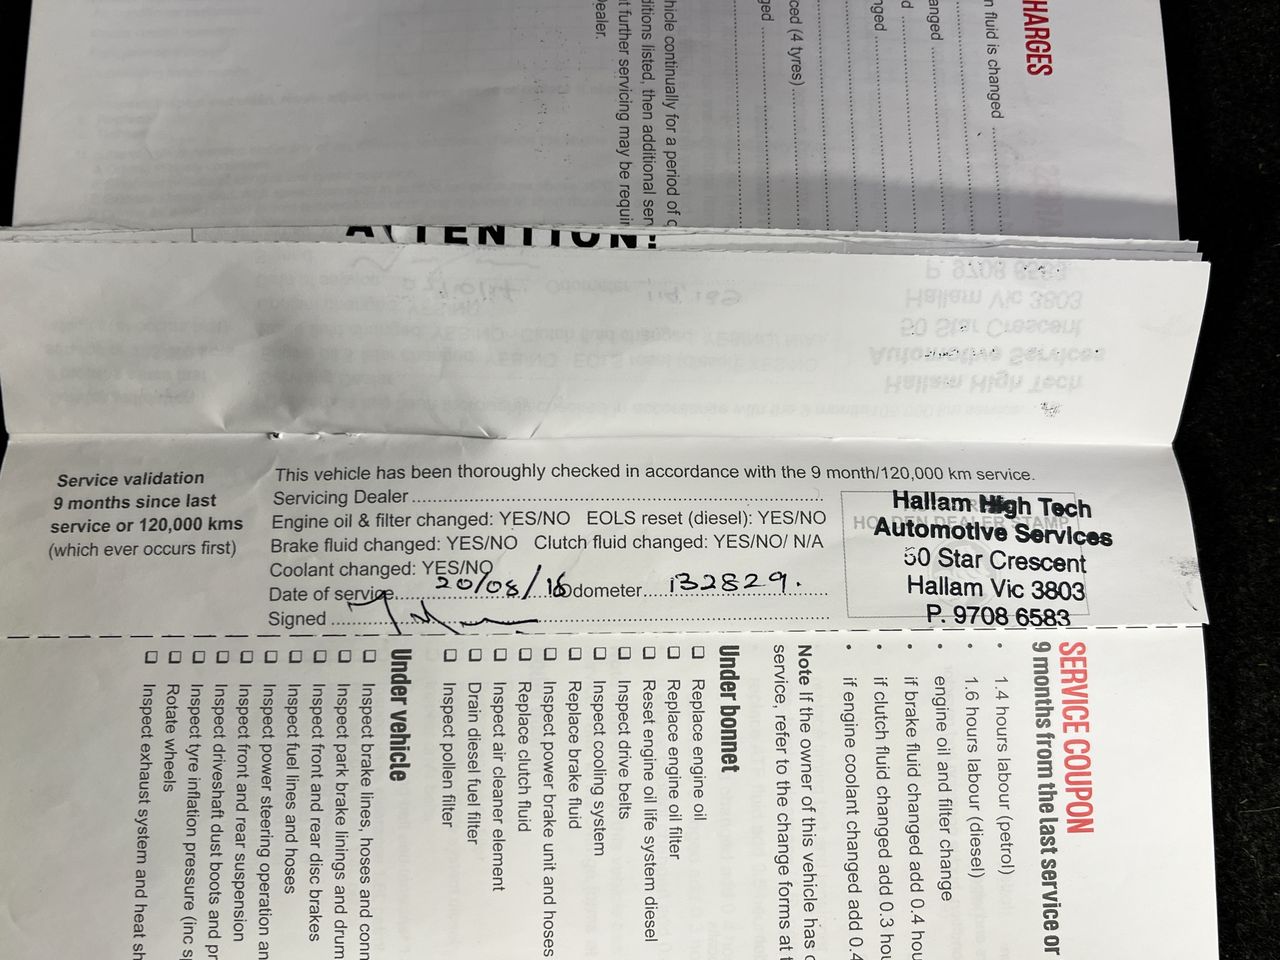 HARGES
n fluid is changed
anged
d
nged
ced (4 tyres)
ged
hicle continually for a period of
ditions listed, then additional ser
t further servicing may be requir
ealer.
ATTENTION!
Service validation
9 months since last
service or 120,000 kms
(which ever occurs first)
This vehicle has been thoroughly checked in accordance with the 9 month/120,000 km service.
Servicing Dealer
Engine oil & filter changed: YES/NO EOLS reset (diesel): YES/NO
Brake fluid changed: YES/NO Clutch fluid changed: YES/NO/ N/A
Coolant changed: YES/NO
Date of service 20/08/16 Odometer 132829.
Signed
HOLDEN DEALER STAMP
Hallam High Tech
Automotive Services
50 Star Crescent
Hallam Vic 3803
P. 9708 6583
SERVICE COUPON
9 months from the last service or
• 1.4 hours labour (petrol)
• 1.6 hours labour (diesel)
• engine oil and filter change
• if brake fluid changed add 0.4 hou
• if clutch fluid changed add 0.3 hou
• if engine coolant changed add 0.4
Note If the owner of this vehicle has
service, refer to the change forms at
Under bonnet
Replace engine oil
Replace engine oil filter
Reset engine oil life system diesel
Inspect drive belts
Inspect cooling system
Replace brake fluid
Inspect power brake unit and hoses
Replace clutch fluid
Inspect air cleaner element
Drain diesel fuel filter
Inspect pollen filter
Under vehicle
Inspect brake lines, hoses and conn
Inspect park brake linings and drum
Inspect front and rear disc brakes
Inspect fuel lines and hoses
Inspect power steering operation an
Inspect front and rear suspension
Inspect driveshaft dust boots and pr
Inspect tyre inflation pressure (inc s
Rotate wheels
Inspect exhaust system and heat sh